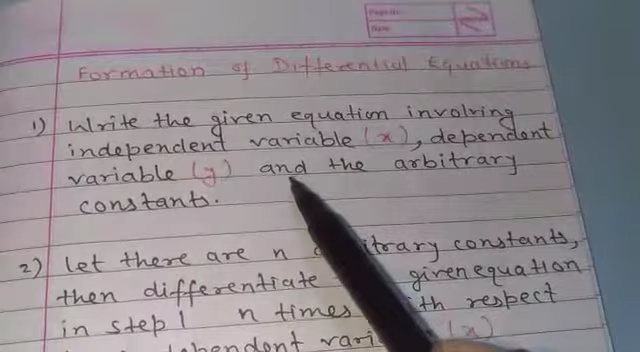 Formation of Differential Equations
1) Write the given equation involving
independent variable (x), dependent
variable (y) and the arbitrary
constants.
2) let there are n arbitrary constants,
then differentiate given equation
in step 1 n times with respect
(x)